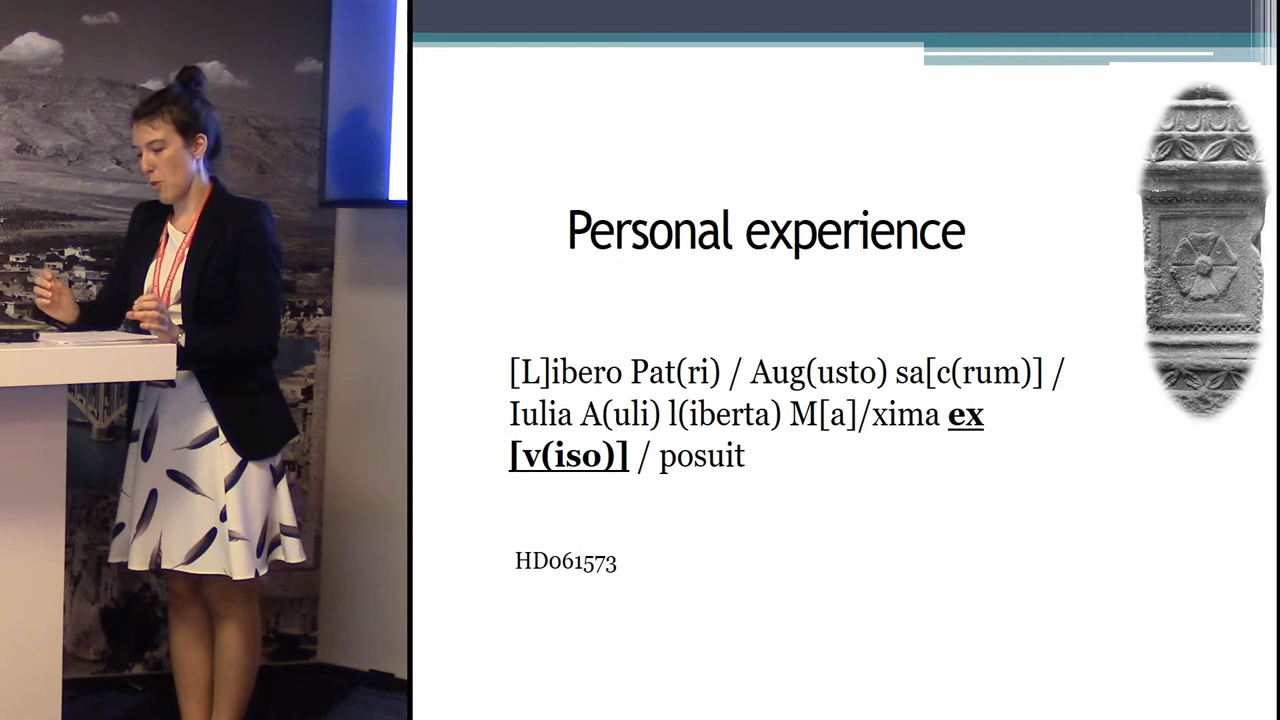 Personal experience
[L]ibero Pat(ri) / Aug(usto) sa[c(rum)] /
Iulia A(uli) l(iberta) M[a]/xima ex
[v(iso)] / posuit
HD061573